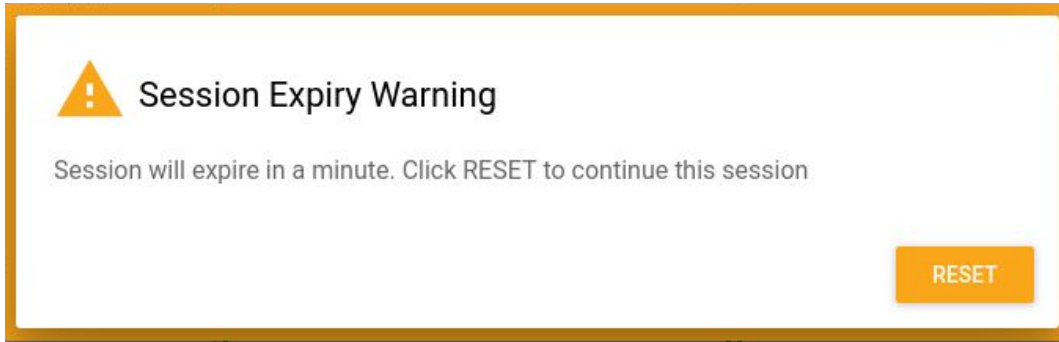 Session Expiry Warning
Session will expire in a minute. Click RESET to continue this session
RESET